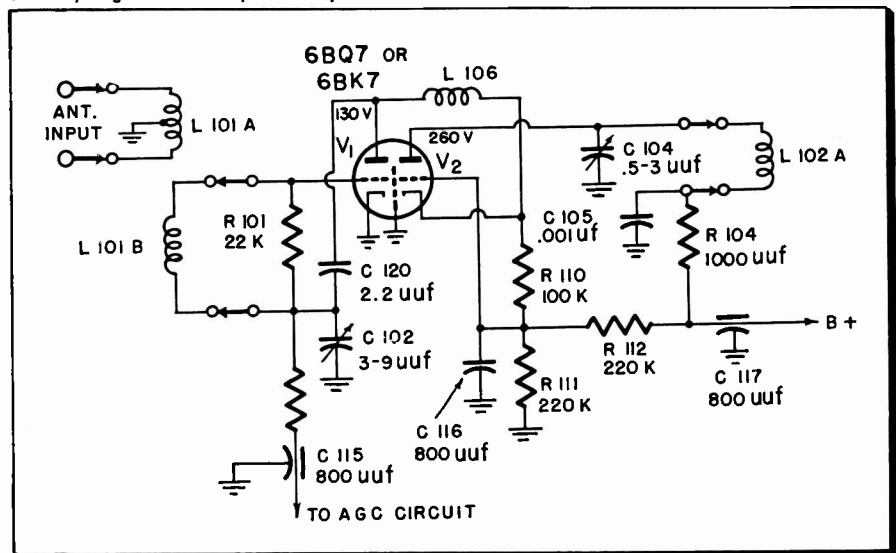 6BQ7 OR
6BK7
L 106
ANT.
INPUT
L 101 A
130 V
260 V
V1
V2
C 104
.5-3 uuf
L 102 A
L 101 B
R 101
22 K
C 120
2.2 uuf
C 105
.001uf
R 104
1000 uuf
R 110
100 K
C 102
3-9 uuf
B+
R 112
220 K
C 117
800 uuf
R 111
220 K
C 116
800 uuf
C 115
800 uuf
TO AGC CIRCUIT